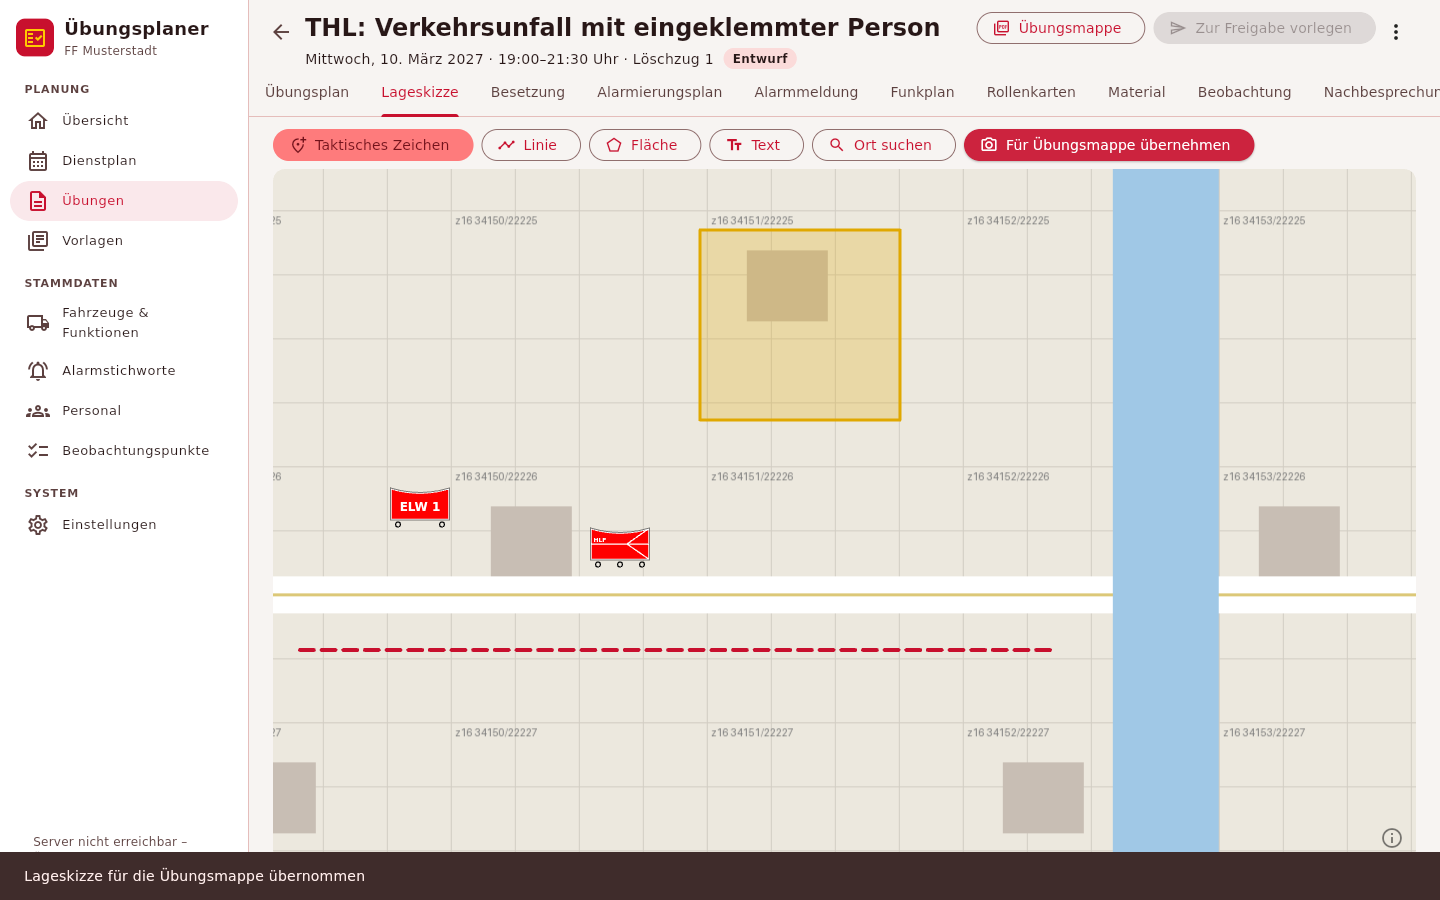 Übungsplaner
FF Musterstadt
PLANUNG
Übersicht
Dienstplan
Übungen
Vorlagen
STAMMDATEN
Fahrzeuge &
Funktionen
Alarmstichworte
Personal
Beobachtungspunkte
SYSTEM
Einstellungen
Server nicht erreichbar –
THL: Verkehrsunfall mit eingeklemmter Person
Mittwoch, 10. März 2027 · 19:00–21:30 Uhr · Löschzug 1 Entwurf
Übungsmappe
Zur Freigabe vorlegen
Übungsplan Lageskizze Besetzung Alarmierungsplan Alarmmeldung Funkplan Rollenkarten Material Beobachtung Nachbesprechun
Taktisches Zeichen Linie Fläche Text Ort suchen Für Übungsmappe übernehmen
25 z16 34150/22225 z16 34151/22225 z16 34152/22225 z16 34153/22225
26 z16 34150/22226 z16 34151/22226 z16 34152/22226 z16 34153/22226
ELW 1
HLF
27 z16 34150/22227 z16 34151/22227 z16 34152/22227 z16 34153/22227
Lageskizze für die Übungsmappe übernommen